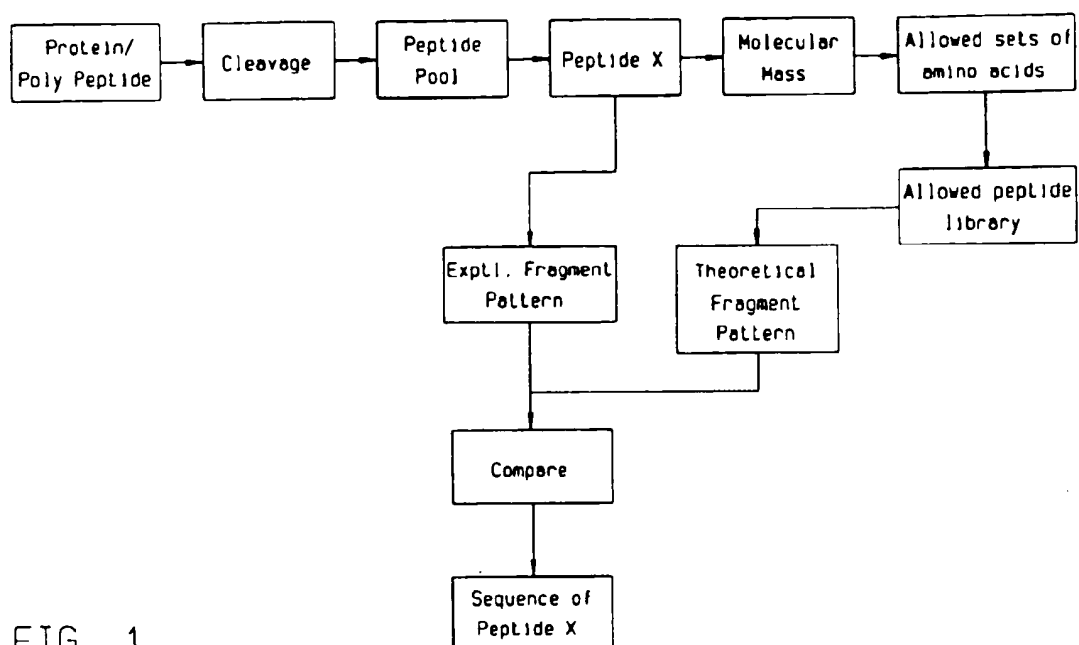 Protein/
Poly Peptide
Cleavage
Peptide
Pool
Peptide X
Molecular
Mass
Allowed sets of
amino acids
Allowed peptide
library
Exptl. Fragment
Pattern
Theoretical
Fragment
Pattern
Compare
Sequence of
Peptide X
FIG. 1